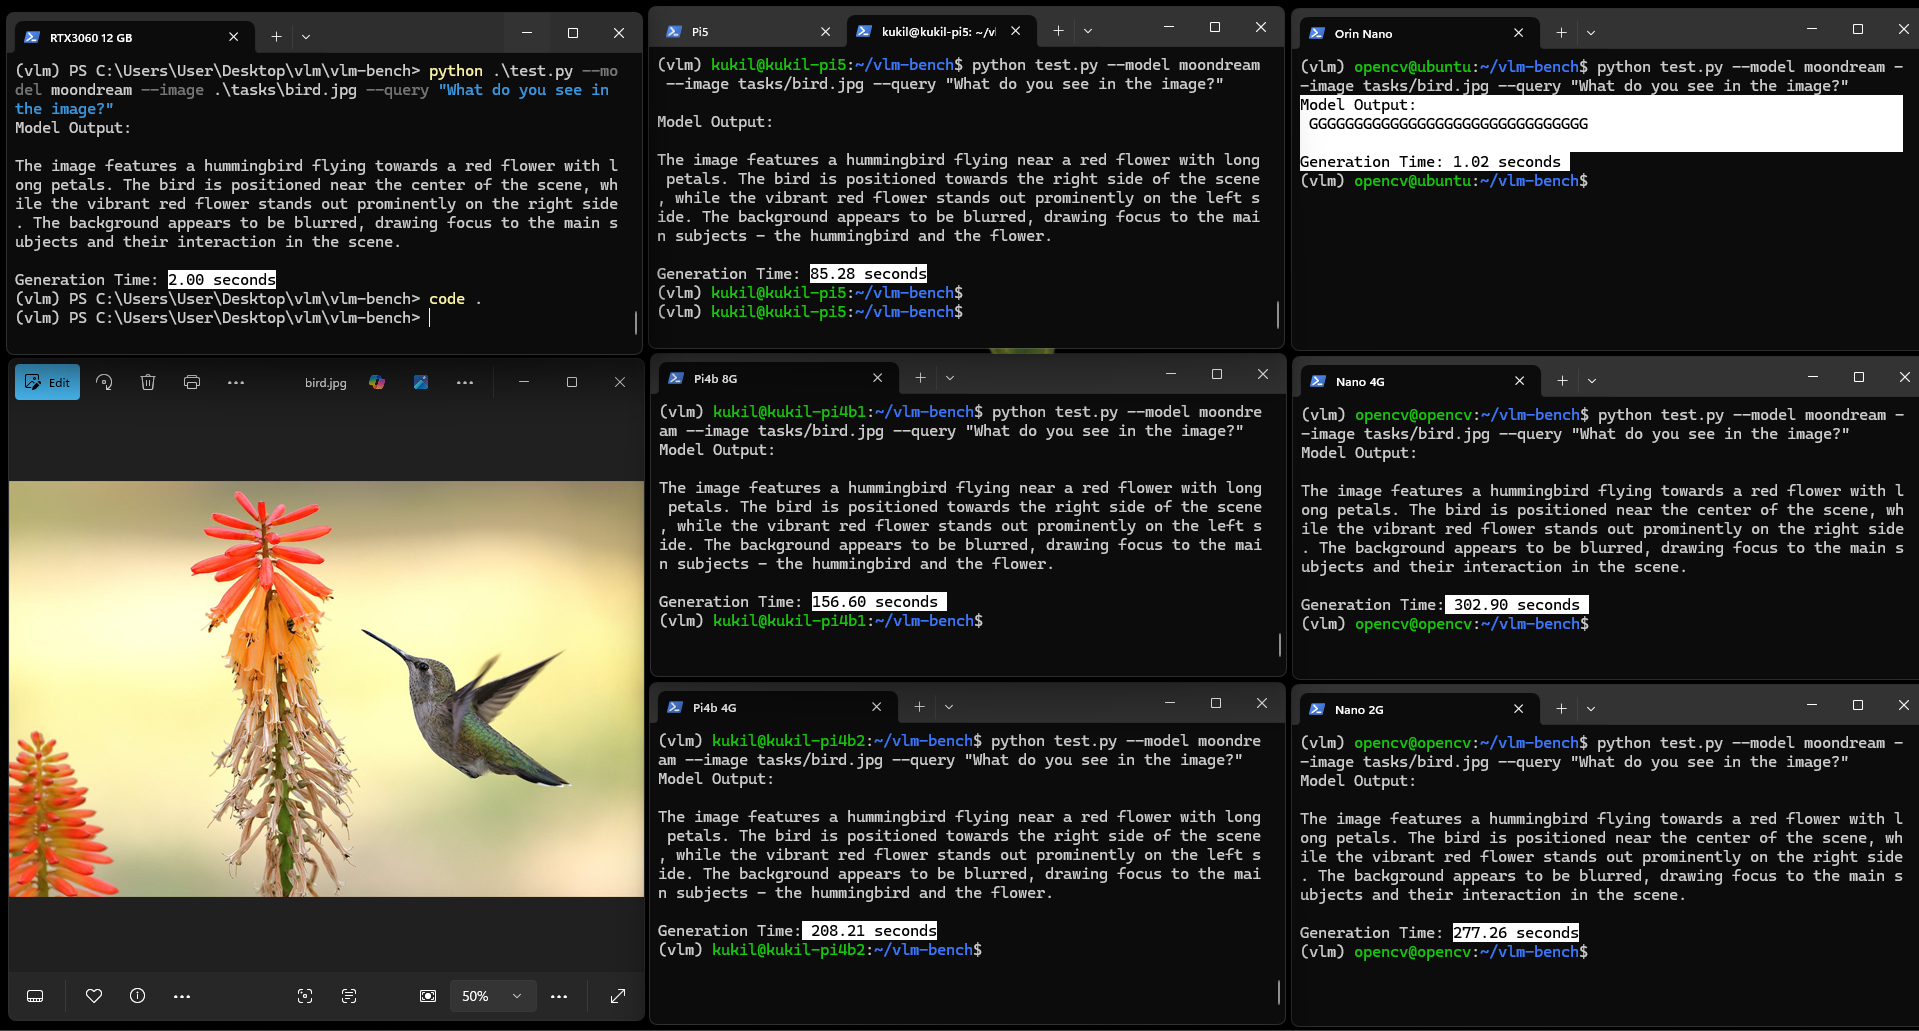 RTX3060 12 GB
(vlm) PS C:\Users\User\Desktop\vlm\vlm-bench> python .\test.py --mo
del moondream --image .\tasks\bird.jpg --query "What do you see in
the image?"
Model Output:
The image features a hummingbird flying towards a red flower with l
ong petals. The bird is positioned near the center of the scene, wh
ile the vibrant red flower stands out prominently on the right side
. The background appears to be blurred, drawing focus to the main s
ubjects and their interaction in the scene.
Generation Time: 2.00 seconds
(vlm) PS C:\Users\User\Desktop\vlm\vlm-bench> code .
(vlm) PS C:\Users\User\Desktop\vlm\vlm-bench>
Edit
bird.jpg
50%
Pi5
kukil@kukil-pi5: ~/vl
(vlm) kukil@kukil-pi5:~/vlm-bench$ python test.py --model moondream
--image tasks/bird.jpg --query "What do you see in the image?"
Model Output:
The image features a hummingbird flying near a red flower with long
petals. The bird is positioned towards the right side of the scene
, while the vibrant red flower stands out prominently on the left s
ide. The background appears to be blurred, drawing focus to the mai
n subjects - the hummingbird and the flower.
Generation Time: 85.28 seconds
(vlm) kukil@kukil-pi5:~/vlm-bench$
(vlm) kukil@kukil-pi5:~/vlm-bench$
Pi4b 8G
(vlm) kukil@kukil-pi4b1:~/vlm-bench$ python test.py --model moondre
am --image tasks/bird.jpg --query "What do you see in the image?"
Model Output:
The image features a hummingbird flying near a red flower with long
petals. The bird is positioned towards the right side of the scene
, while the vibrant red flower stands out prominently on the left s
ide. The background appears to be blurred, drawing focus to the mai
n subjects - the hummingbird and the flower.
Generation Time: 156.60 seconds
(vlm) kukil@kukil-pi4b1:~/vlm-bench$
Pi4b 4G
(vlm) kukil@kukil-pi4b2:~/vlm-bench$ python test.py --model moondre
am --image tasks/bird.jpg --query "What do you see in the image?"
Model Output:
The image features a hummingbird flying near a red flower with long
petals. The bird is positioned towards the right side of the scene
, while the vibrant red flower stands out prominently on the left s
ide. The background appears to be blurred, drawing focus to the mai
n subjects - the hummingbird and the flower.
Generation Time: 208.21 seconds
(vlm) kukil@kukil-pi4b2:~/vlm-bench$
Orin Nano
(vlm) opencv@ubuntu:~/vlm-bench$ python test.py --model moondream -
-image tasks/bird.jpg --query "What do you see in the image?"
Model Output:
GGGGGGGGGGGGGGGGGGGGGGGGGGGGGGG
Generation Time: 1.02 seconds
(vlm) opencv@ubuntu:~/vlm-bench$
Nano 4G
(vlm) opencv@opencv:~/vlm-bench$ python test.py --model moondream -
-image tasks/bird.jpg --query "What do you see in the image?"
Model Output:
The image features a hummingbird flying towards a red flower with l
ong petals. The bird is positioned near the center of the scene, wh
ile the vibrant red flower stands out prominently on the right side
. The background appears to be blurred, drawing focus to the main s
ubjects and their interaction in the scene.
Generation Time: 302.90 seconds
(vlm) opencv@opencv:~/vlm-bench$
Nano 2G
(vlm) opencv@opencv:~/vlm-bench$ python test.py --model moondream -
-image tasks/bird.jpg --query "What do you see in the image?"
Model Output:
The image features a hummingbird flying towards a red flower with l
ong petals. The bird is positioned near the center of the scene, wh
ile the vibrant red flower stands out prominently on the right side
. The background appears to be blurred, drawing focus to the main s
ubjects and their interaction in the scene.
Generation Time: 277.26 seconds
(vlm) opencv@opencv:~/vlm-bench$